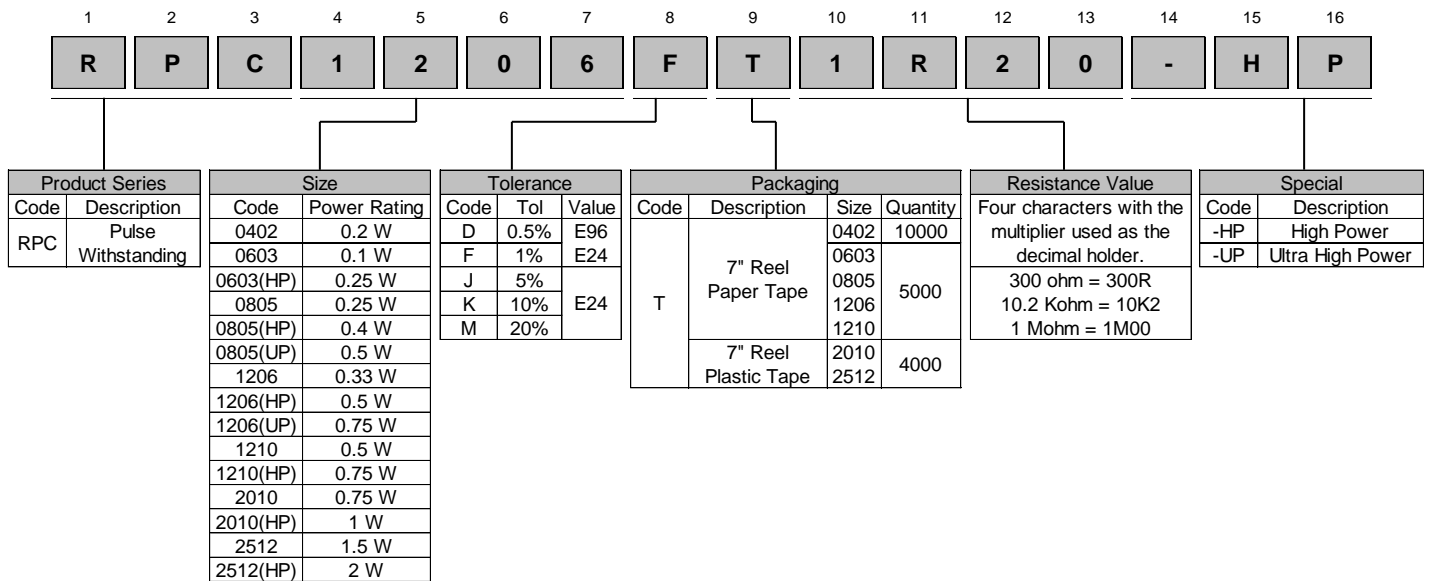 1 2 3 4 5 6 7 8 9 10 11 12 13 14 15 16
R P C 1 2 0 6 F T 1 R 2 0 - H P
Product Series
Code Description
RPC Pulse
Withstanding
Size
Code Power Rating
0402 0.2 W
0603 0.1 W
0603(HP) 0.25 W
0805 0.25 W
0805(HP) 0.4 W
0805(UP) 0.5 W
1206 0.33 W
1206(HP) 0.5 W
1206(UP) 0.75 W
1210 0.5 W
1210(HP) 0.75 W
2010 0.75 W
2010(HP) 1 W
2512 1.5 W
2512(HP) 2 W
Tolerance
Code Tol Value
D 0.5% E96
F 1% E24
J 5%
K 10% E24
M 20%
Packaging
Code Description Size Quantity
T 7" Reel
Paper Tape
0402 10000
0603
0805
1206
1210
5000
7" Reel
Plastic Tape
2010
2512
4000
Resistance Value
Four characters with the
multiplier used as the
decimal holder.
300 ohm = 300R
10.2 Kohm = 10K2
1 Mohm = 1M00
Special
Code Description
-HP High Power
-UP Ultra High Power